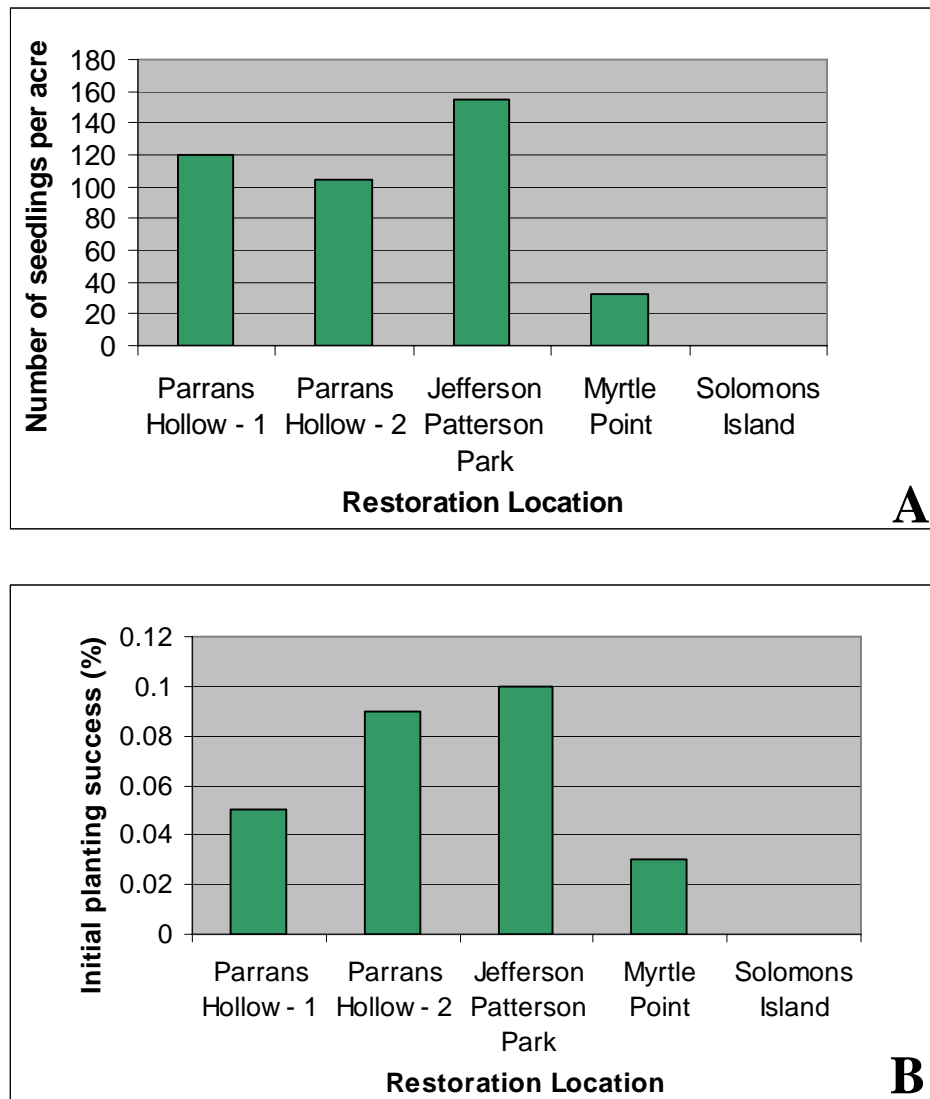 180
160
140
120
100
80
60
40
20
0
Number of seedlings per acre
Parrans Parrans Jefferson Myrtle Solomons
Hollow - 1 Hollow - 2 Patterson Point Island
Park
Restoration Location
A
0.12
0.1
0.08
0.06
0.04
0.02
0
Initial planting success (%)
Parrans Parrans Jefferson Myrtle Solomons
Hollow - 1 Hollow - 2 Patterson Point Island
Park
Restoration Location
B